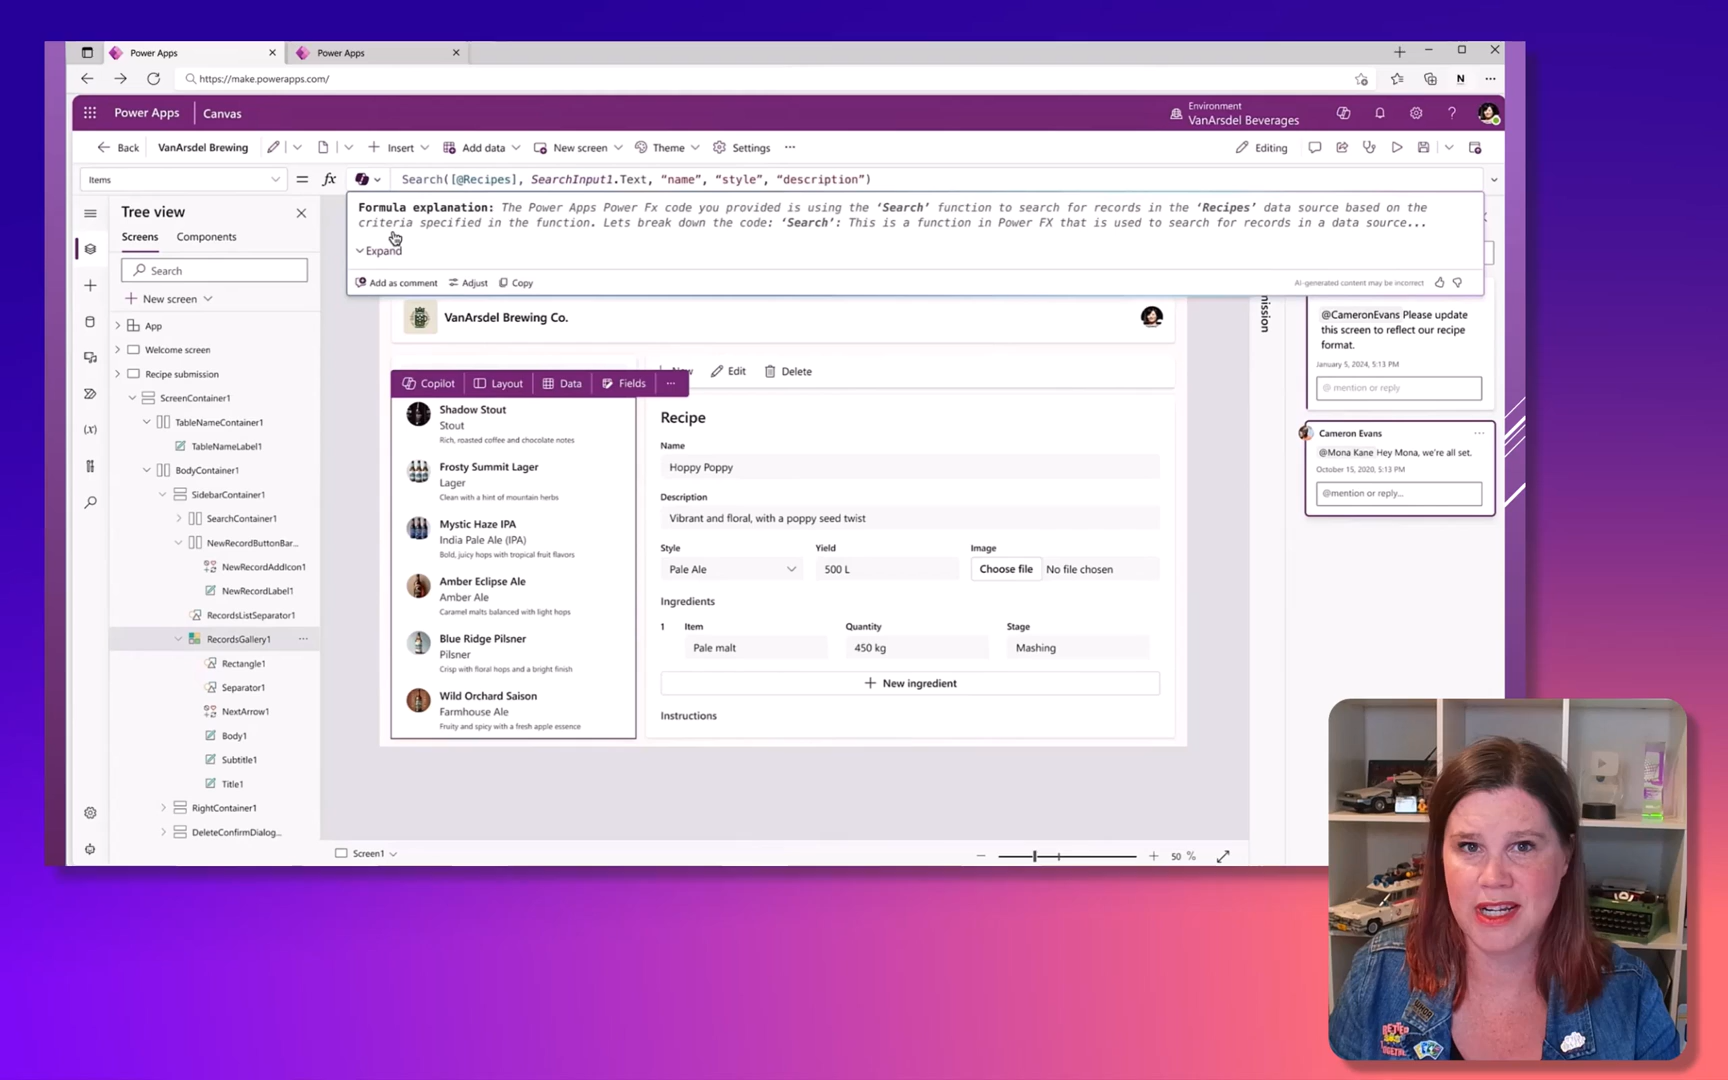 Power Apps
Power Apps
https://make.powerapps.com/
N
Power Apps
Canvas
Environment
VanArsdel Beverages
Back
VanArsdel Brewing
Insert
Add data
New screen
Theme
Settings
Editing
Items
= fx
Search([@Recipes], SearchInput1.Text, “name”, “style”, “description”)
Formula explanation: The Power Apps Power Fx code you provided is using the ‘Search’ function to search for records in the ‘Recipes’ data source based on the
criteria specified in the function. Lets break down the code: ‘Search’: This is a function in Power FX that is used to search for records in a data source...
Expand
Add as comment
Adjust
Copy
AI-generated content may be incorrect
Tree view
Screens
Components
Search
New screen
App
Welcome screen
Recipe submission
ScreenContainer1
TableNameContainer1
TableNameLabel1
BodyContainer1
SidebarContainer1
SearchContainer1
NewRecordButtonBar...
NewRecordAddIcon1
NewRecordLabel1
RecordsListSeparator1
RecordsGallery1
Rectangle1
Separator1
NextArrow1
Body1
Subtitle1
Title1
RightContainer1
DeleteConfirmDialog...
VanArsdel Brewing Co.
Copilot
Layout
Data
Fields
Edit
Delete
Shadow Stout
Stout
Rich, roasted coffee and chocolate notes
Frosty Summit Lager
Lager
Clean with a hint of mountain herbs
Mystic Haze IPA
India Pale Ale (IPA)
Bold, juicy hops with tropical fruit flavors
Amber Eclipse Ale
Amber Ale
Caramel malts balanced with light hops
Blue Ridge Pilsner
Pilsner
Crisp with floral hops and a bright finish
Wild Orchard Saison
Farmhouse Ale
Fruity and spicy with a fresh apple essence
Recipe
Name
Hoppy Poppy
Description
Vibrant and floral, with a poppy seed twist
Style
Yield
Image
Pale Ale
500 L
Choose file
No file chosen
Ingredients
1
Item
Quantity
Stage
Pale malt
450 kg
Mashing
New ingredient
Instructions
mission
@CameronEvans Please update
this screen to reflect our recipe
format.
January 5, 2024, 5:13 PM
@ mention or reply
Cameron Evans
@Mona Kane Hey Mona, we’re all set.
October 15, 2020, 5:13 PM
@mention or reply...
Screen1
50 %